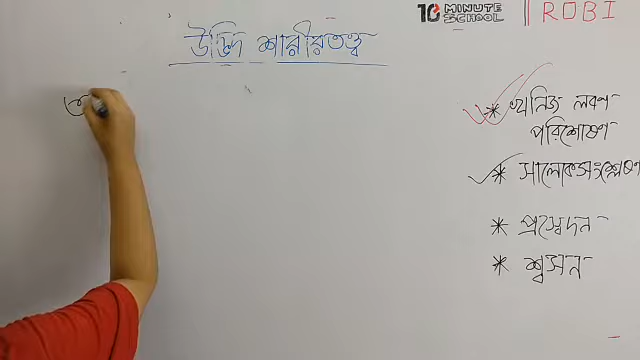 উদ্ভিদ শারীরতত্ত্ব
10 MINUTE SCHOOL
ROBI
* খনিজ লবণ
পরিশোষণ
* সালোকসংশ্লেষণ
* প্রস্বেদন
* শ্বসন